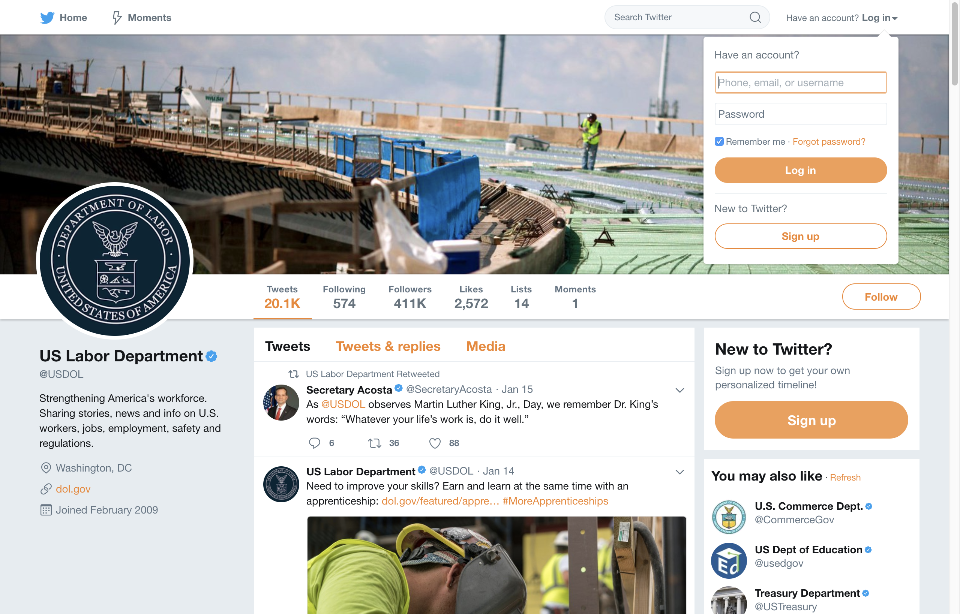 Home
Moments
Search Twitter
Have an account? Log in
Have an account?
Phone, email, or username
Password
Remember me · Forgot password?
Log in
New to Twitter?
Sign up
DEPARTMENT OF LABOR
UNITED STATES OF AMERICA
Tweets
20.1K
Following
574
Followers
411K
Likes
2,572
Lists
14
Moments
1
Follow
US Labor Department
@USDOL
Strengthening America's workforce.
Sharing stories, news and info on U.S.
workers, jobs, employment, safety and
regulations.
Washington, DC
dol.gov
Joined February 2009
Tweets
Tweets & replies
Media
US Labor Department Retweeted
Secretary Acosta @SecretaryAcosta · Jan 15
As @USDOL observes Martin Luther King, Jr., Day, we remember Dr. King's
words: “Whatever your life's work is, do it well.”
6
36
88
US Labor Department @USDOL · Jan 14
Need to improve your skills? Earn and learn at the same time with an
apprenticeship: dol.gov/featured/appre… #MoreApprenticeships
New to Twitter?
Sign up now to get your own
personalized timeline!
Sign up
You may also like · Refresh
U.S. Commerce Dept.
@CommerceGov
Ed
US Dept of Education
@usedgov
Treasury Department
@USTreasury